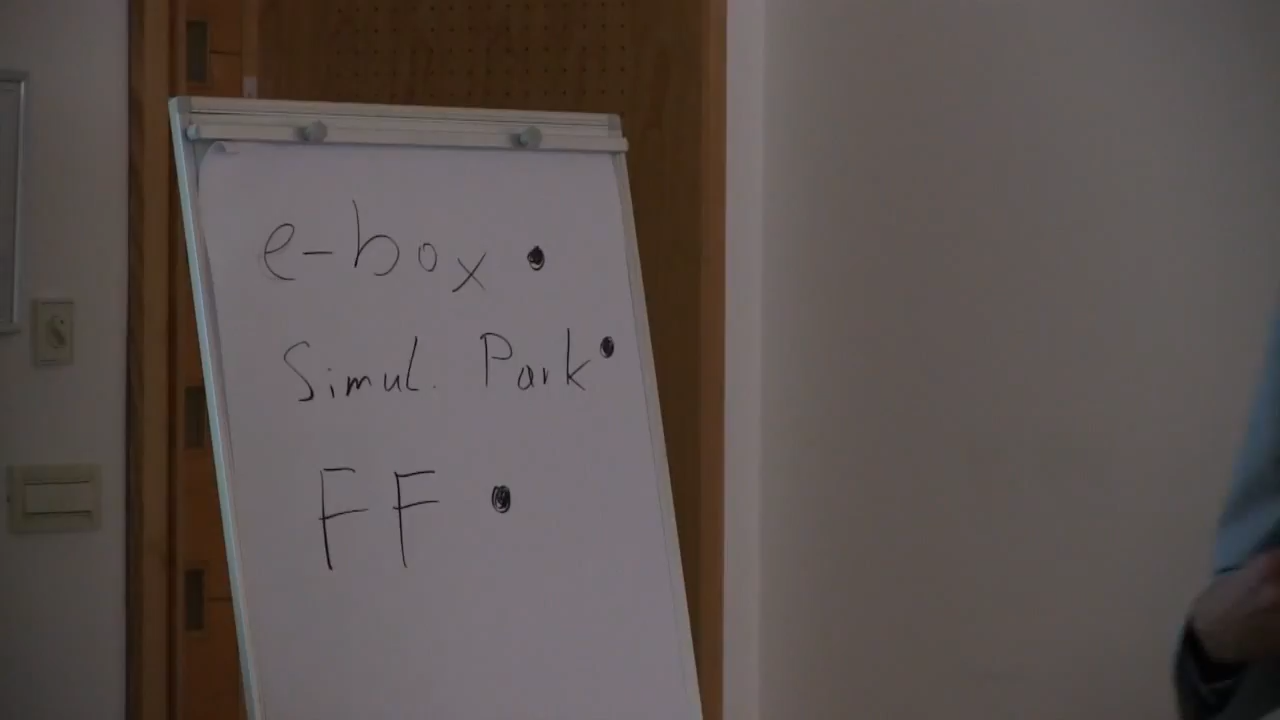 e-box •
Simul. Park •
FF •